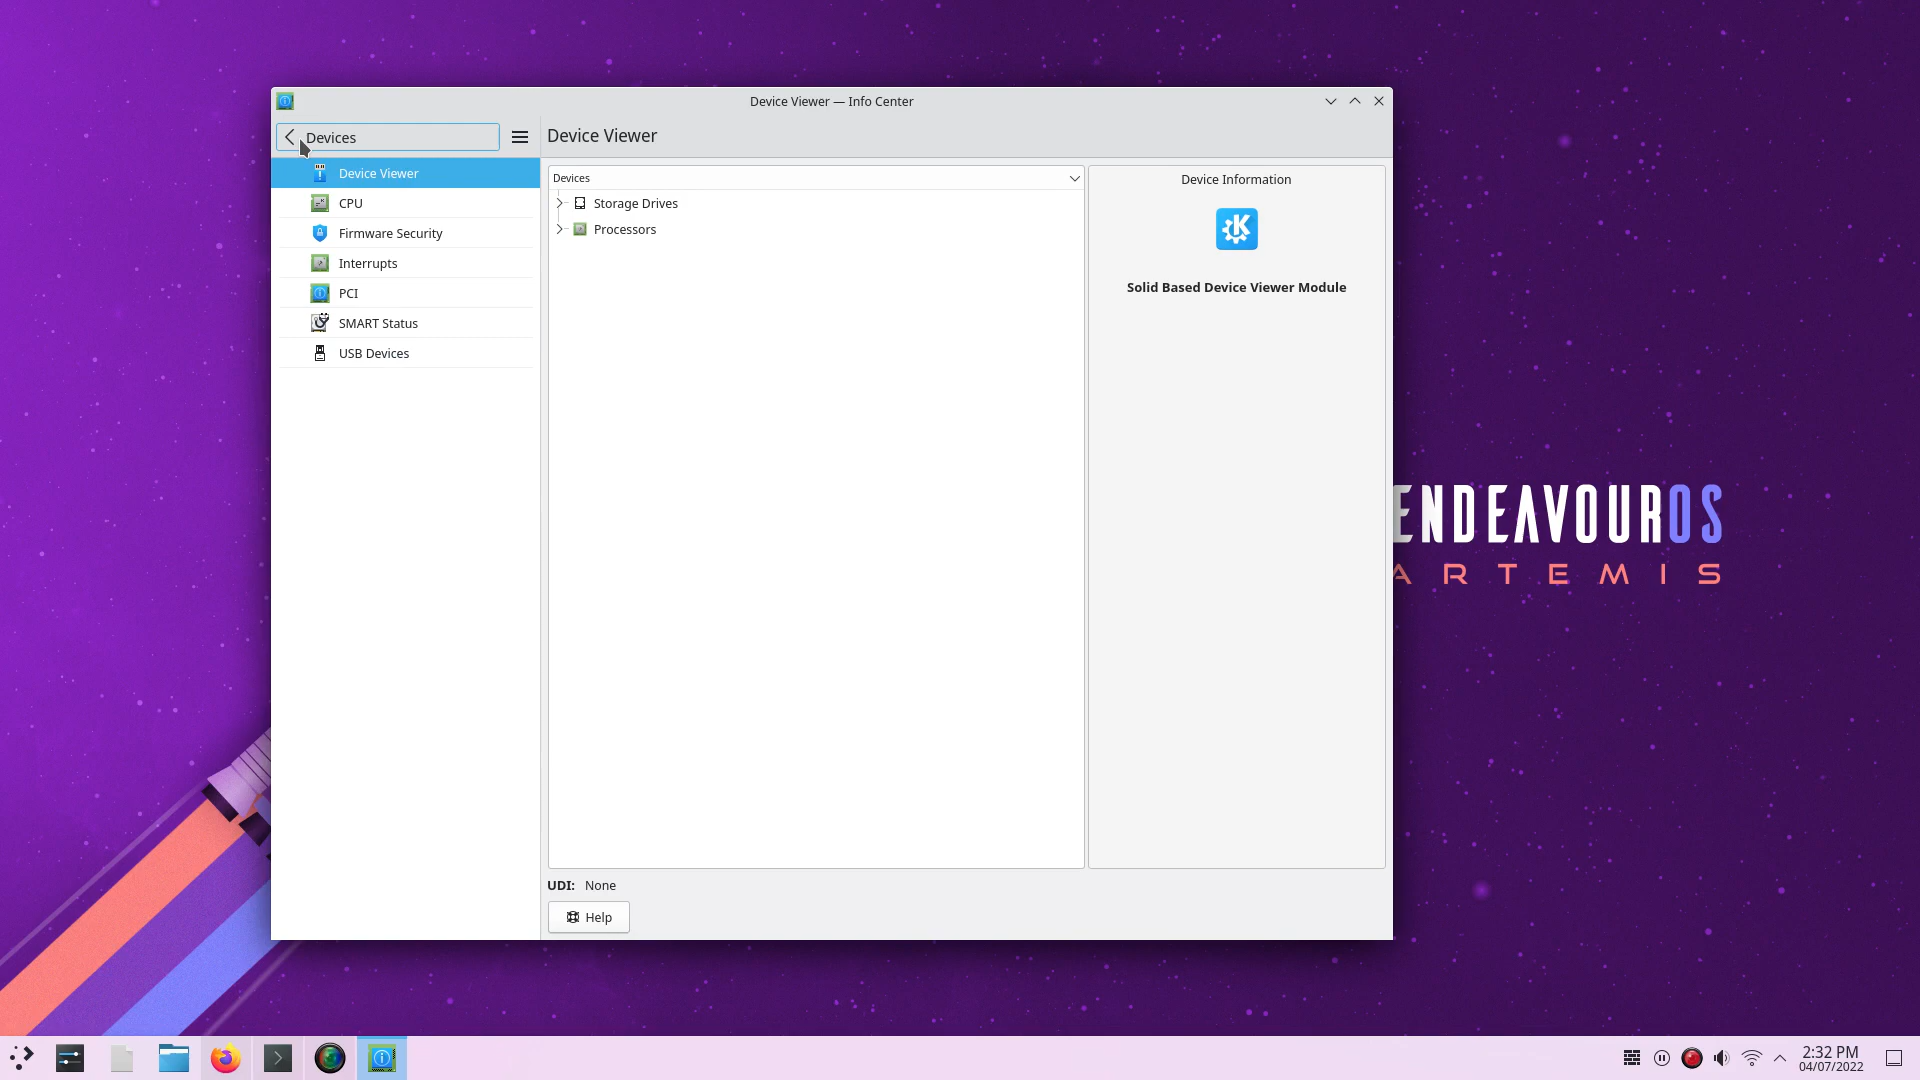 Device Viewer — Info Center
Devices
Device Viewer
Device Viewer
CPU
Firmware Security
Interrupts
PCI
SMART Status
USB Devices
Devices
Storage Drives
Processors
Device Information
Solid Based Device Viewer Module
UDI: None
Help
ENDEAVOUROS
ARTEMIS
2:32 PM
04/07/2022